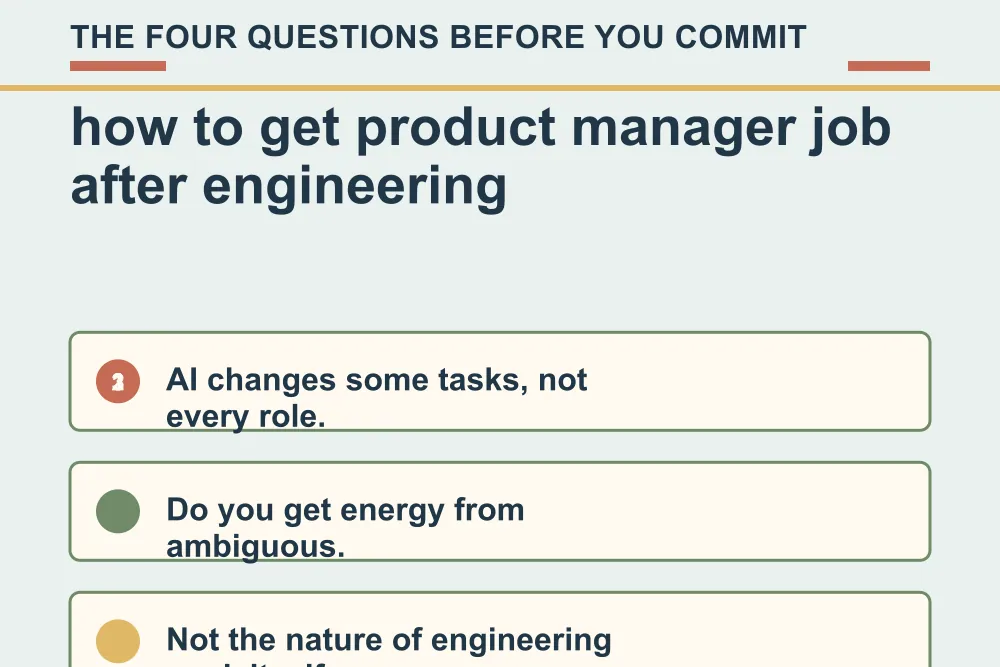 THE FOUR QUESTIONS BEFORE YOU COMMIT
how to get product manager job
after engineering
AI changes some tasks, not
every role.
Do you get energy from
ambiguous.
Not the nature of engineering